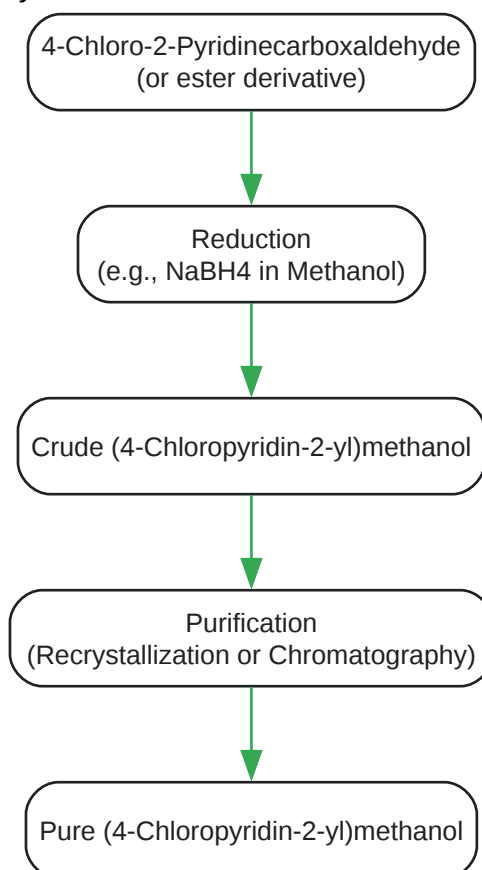 4-Chloro-2-Pyridinecarboxaldehyde
(or ester derivative)
Reduction
(e.g., NaBH4 in Methanol)
Crude (4-Chloropyridin-2-yl)methanol
Purification
(Recrystallization or Chromatography)
Pure (4-Chloropyridin-2-yl)methanol